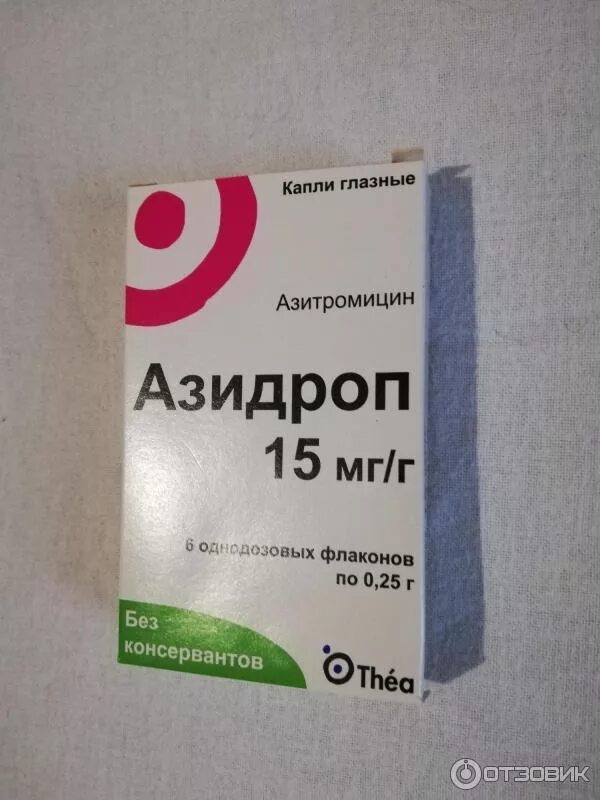 Капли глазные
Азитромицин
Азидроп
15 мг/г
6 однодозовых флаконов
по 0,25 г
Без
консервантов
Théa
ОТЗОВИК